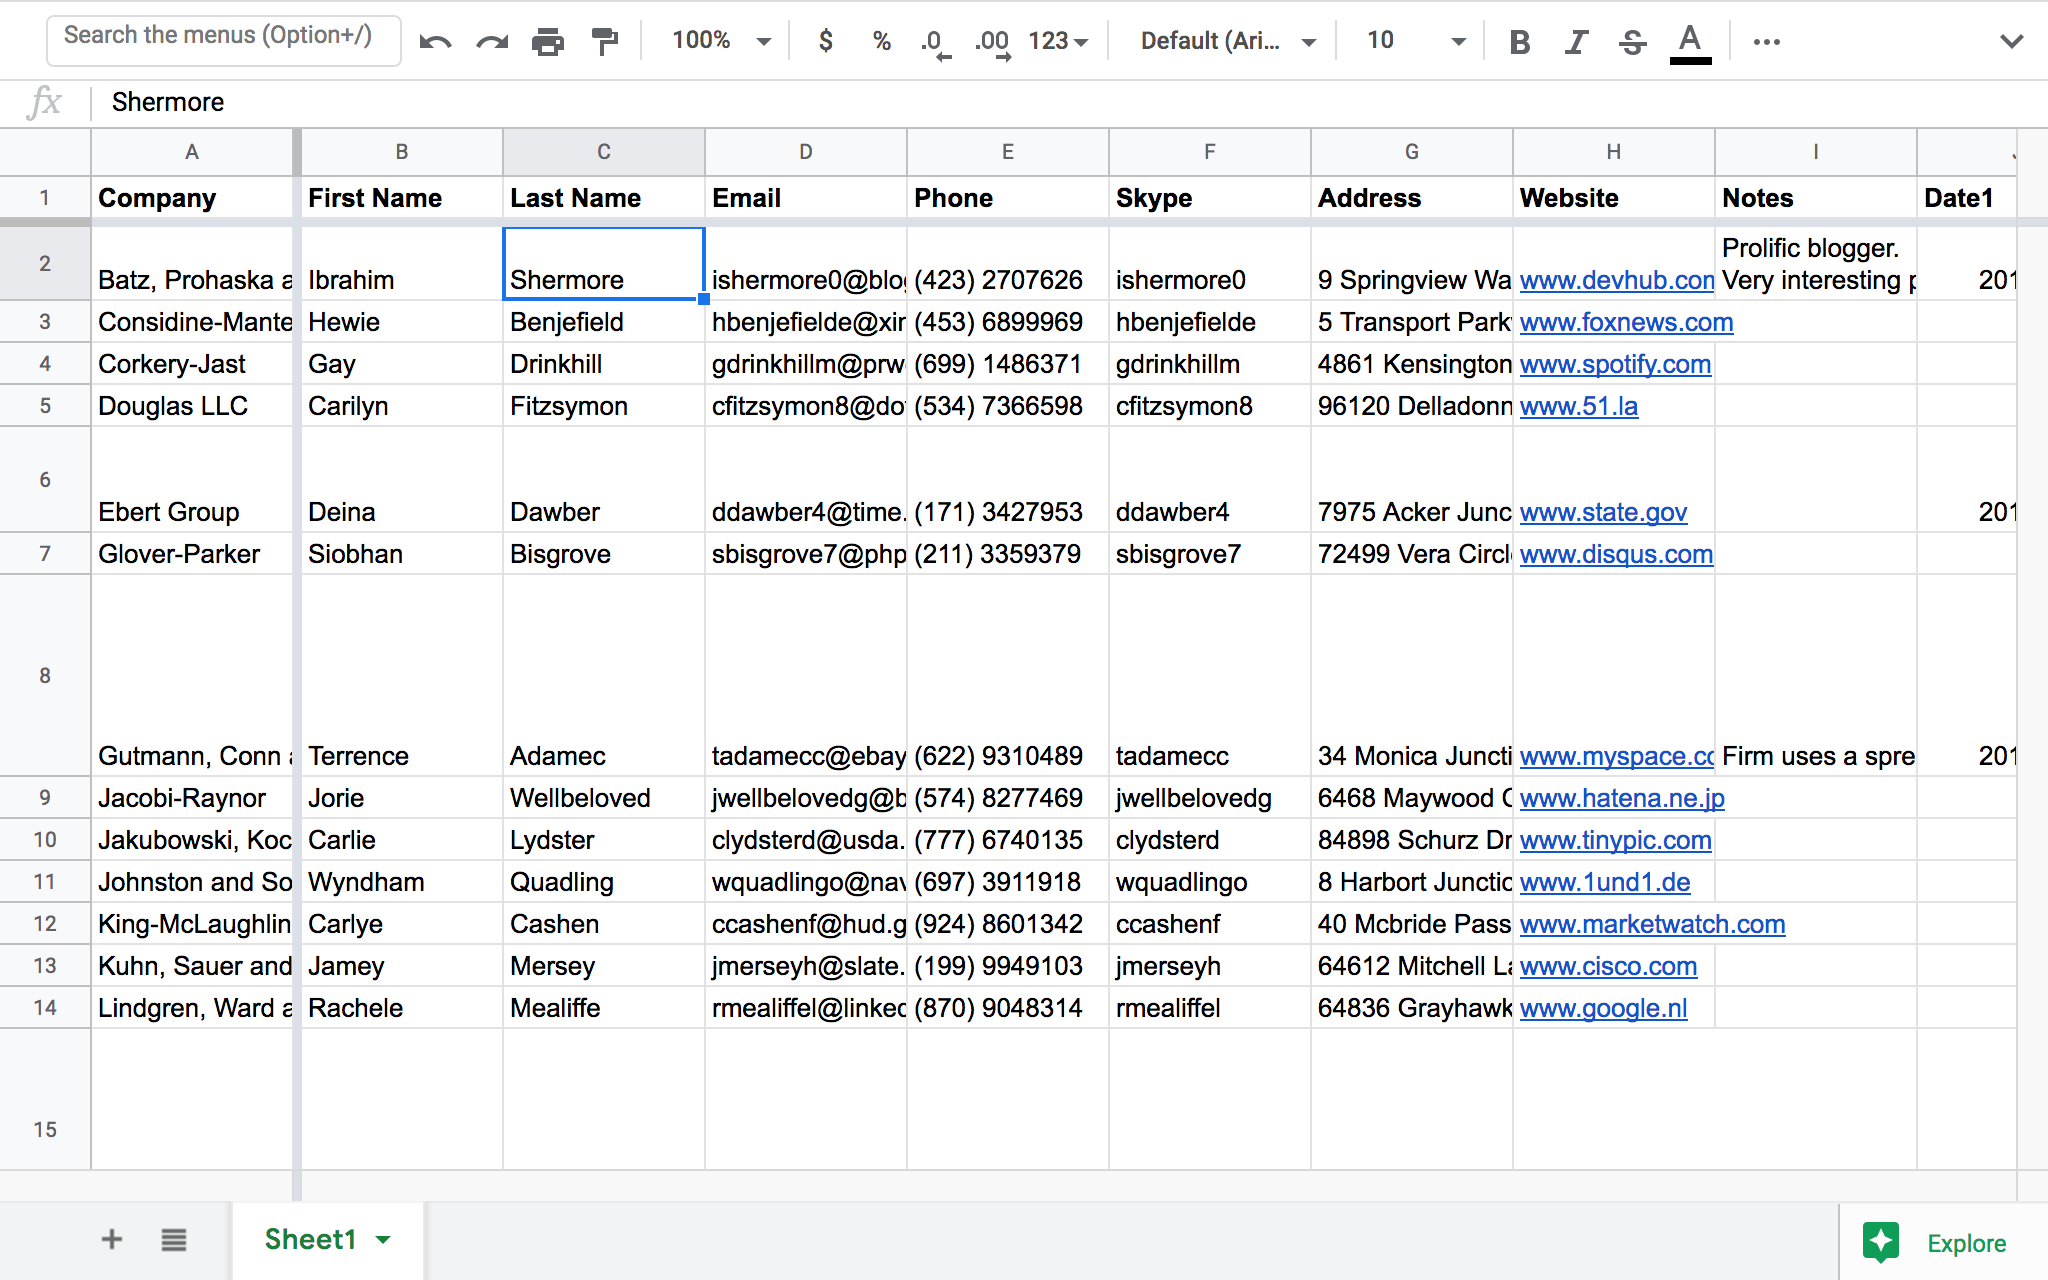 Search the menus (Option+/) 100% $ % .0 .00 123 Default (Ari... 10 B I S A
fx Shermore
A B C D E F G H I
1 Company First Name Last Name Email Phone Skype Address Website Notes Date1
Prolific blogger.
2 Batz, Prohaska a Ibrahim Shermore ishermore0@blo (423) 2707626 ishermore0 9 Springview Wa www.devhub.com Very interesting 201
3 Considine-Mante Hewie Benjefield hbenjefielde@xin (453) 6899969 hbenjefielde 5 Transport Park www.foxnews.com
4 Corkery-Jast Gay Drinkhill gdrinkhillm@prw (699) 1486371 gdrinkhillm 4861 Kensington www.spotify.com
5 Douglas LLC Carilyn Fitzsymon cfitzsymon8@do (534) 7366598 cfitzsymon8 96120 Delladonn www.51.la
6 Ebert Group Deina Dawber ddawber4@time. (171) 3427953 ddawber4 7975 Acker Junc www.state.gov 201
7 Glover-Parker Siobhan Bisgrove sbisgrove7@php (211) 3359379 sbisgrove7 72499 Vera Circl www.disqus.com
8 Gutmann, Conn Terrence Adamec tadamecc@ebay (622) 9310489 tadamecc 34 Monica Juncti www.myspace.co Firm uses a spre 201
9 Jacobi-Raynor Jorie Wellbeloved jwellbelovedg@b (574) 8277469 jwellbelovedg 6468 Maywood www.hatena.ne.jp
10 Jakubowski, Koc Carlie Lydster clydsterd@usda. (777) 6740135 clydsterd 84898 Schurz Dr www.tinypic.com
11 Johnston and So Wyndham Quadling wquadlingo@nav (697) 3911918 wquadlingo 8 Harbort Junctio www.1und1.de
12 King-McLaughlin Carlye Cashen ccashenf@hud.g (924) 8601342 ccashenf 40 Mcbride Pass www.marketwatch.com
13 Kuhn, Sauer and Jamey Mersey jmerseyh@slate. (199) 9949103 jmerseyh 64612 Mitchell La www.cisco.com
14 Lindgren, Ward a Rachele Mealiffe rmealiffel@linked (870) 9048314 rmealiffel 64836 Grayhawk www.google.nl
15
Sheet1 Explore